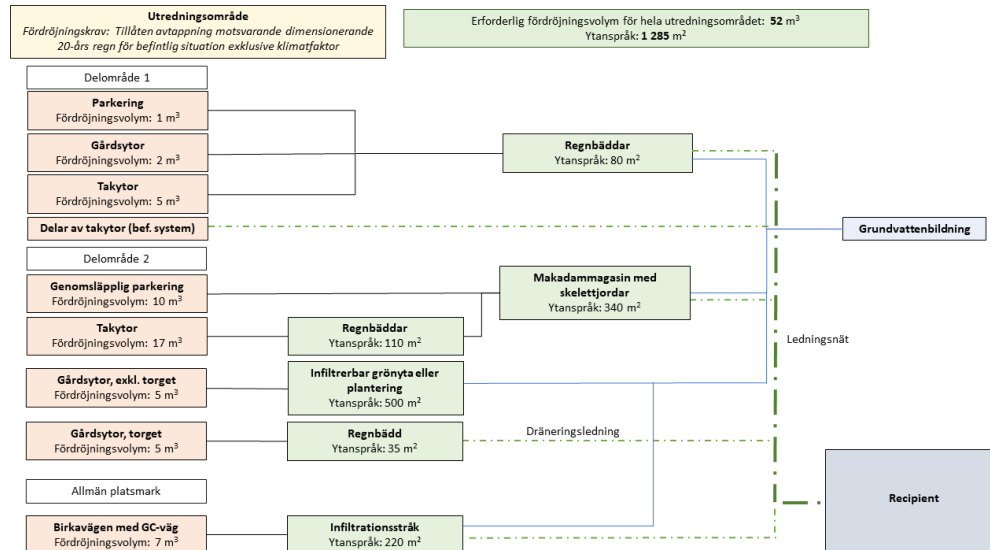 Utredningsområde
Fördröjningskrav: Tillåten avtappning motsvarande dimensionerande
20-års regn för befintlig situation exklusive klimatfaktor
Erforderlig fördröjningsvolym för hela utredningsområdet: 52 m³
Ytanspråk: 1 285 m²
Delområde 1
Parkering
Fördröjningsvolym: 1 m³
Gårdsytor
Fördröjningsvolym: 2 m³
Takytor
Fördröjningsvolym: 5 m³
Delar av takytor (bef. system)
Regnbäddar
Ytanspråk: 80 m²
Grundvattenbildning
Delområde 2
Genomsläpplig parkering
Fördröjningsvolym: 10 m³
Makadammagasin med
skelettjordar
Ytanspråk: 340 m²
Takytor
Fördröjningsvolym: 17 m³
Regnbäddar
Ytanspråk: 110 m²
Ledningsnät
Gårdsytor, exkl. torget
Fördröjningsvolym: 5 m³
Infiltrerbar grönyta eller
plantering
Ytanspråk: 500 m²
Gårdsytor, torget
Fördröjningsvolym: 5 m³
Regnbädd
Ytanspråk: 35 m²
Dräneringsledning
Allmän platsmark
Recipient
Birkavägen med GC-väg
Fördröjningsvolym: 7 m³
Infiltrationsstråk
Ytanspråk: 220 m²